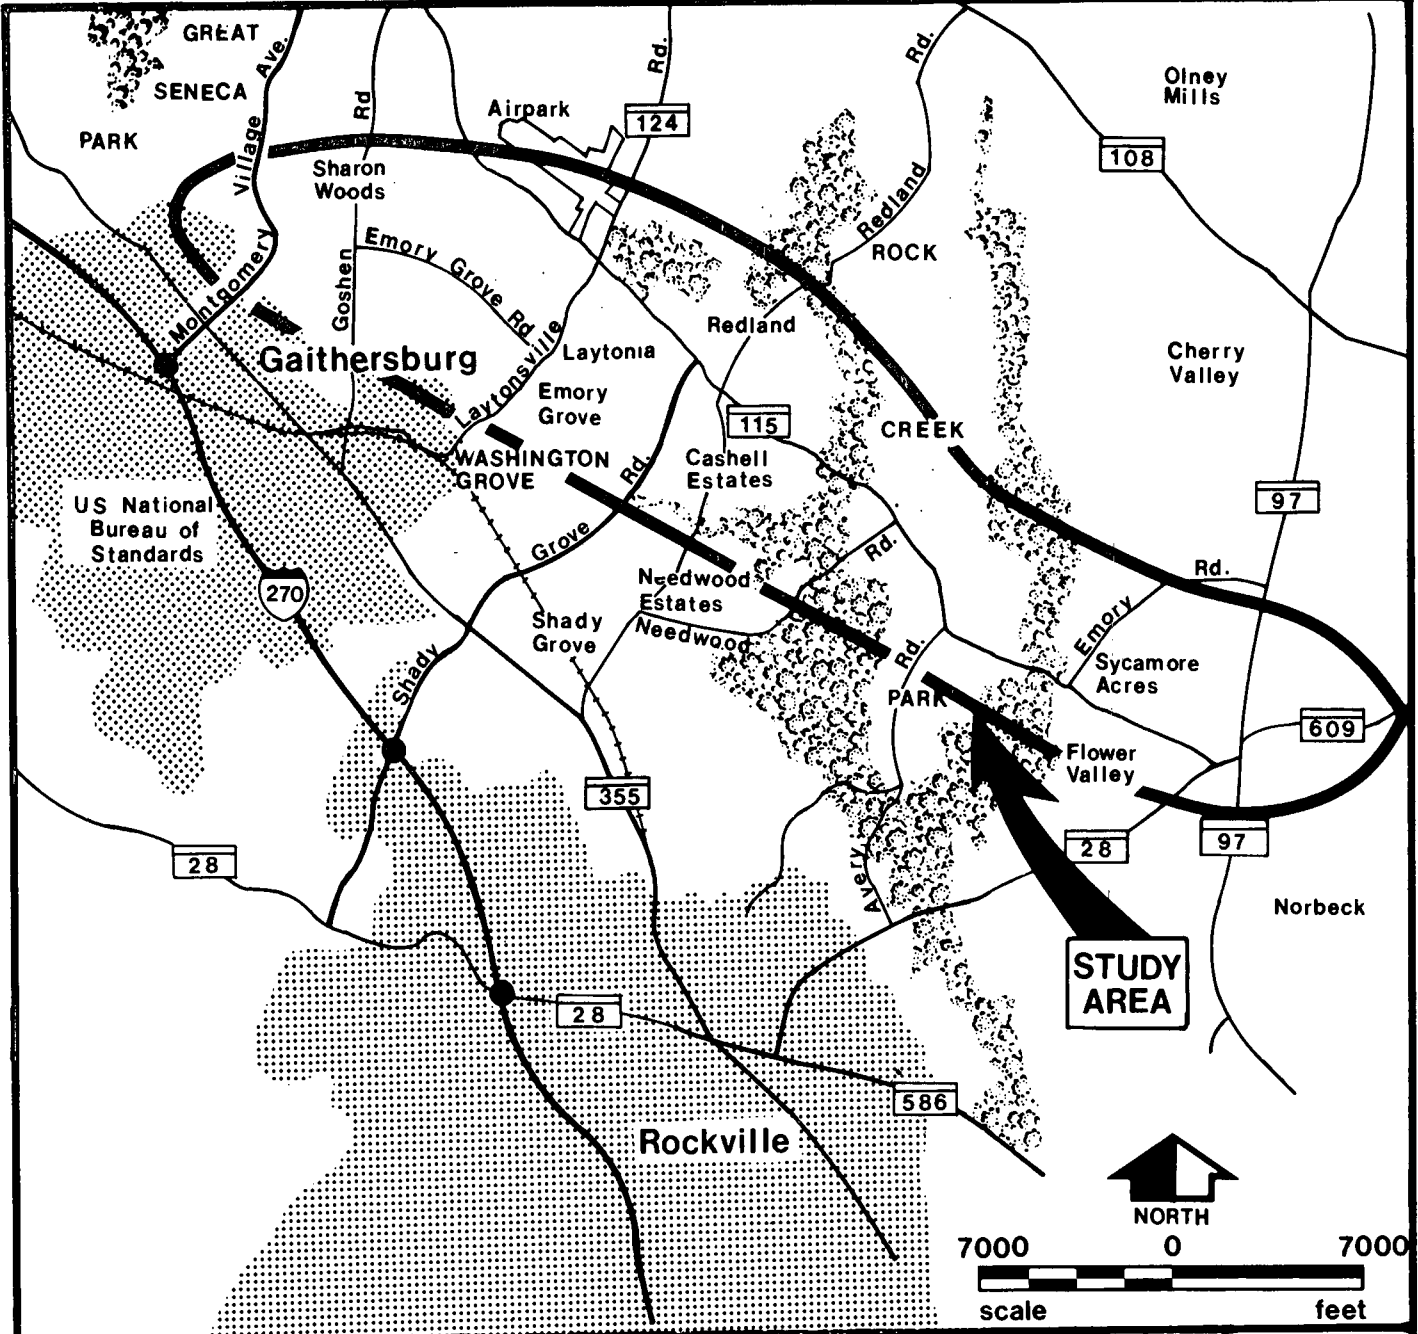 GREAT
SENECA
PARK
Village Ave.
Montgomery
Rd
Sharon
Woods
Airpark
Rd.
124
Rd.
Redland
ROCK
Olney
Mills
108
Emory Grove Rd
Goshen
Gaithersburg
Laytonsville
Laytonia
Emory
Grove
Redland
Cherry
Valley
115
CREEK
WASHINGTON
GROVE
Rd.
Cashell
Estates
97
US National
Bureau of
Standards
Grove
Rd.
270
Needwood
Estates
Needwood
Shady
Grove
Shady
Rd.
PARK
Rd.
Emory
Sycamore
Acres
609
Flower
Valley
355
28
28
97
Avery
Norbeck
STUDY
AREA
28
586
Rockville
NORTH
7000 0 7000
scale feet